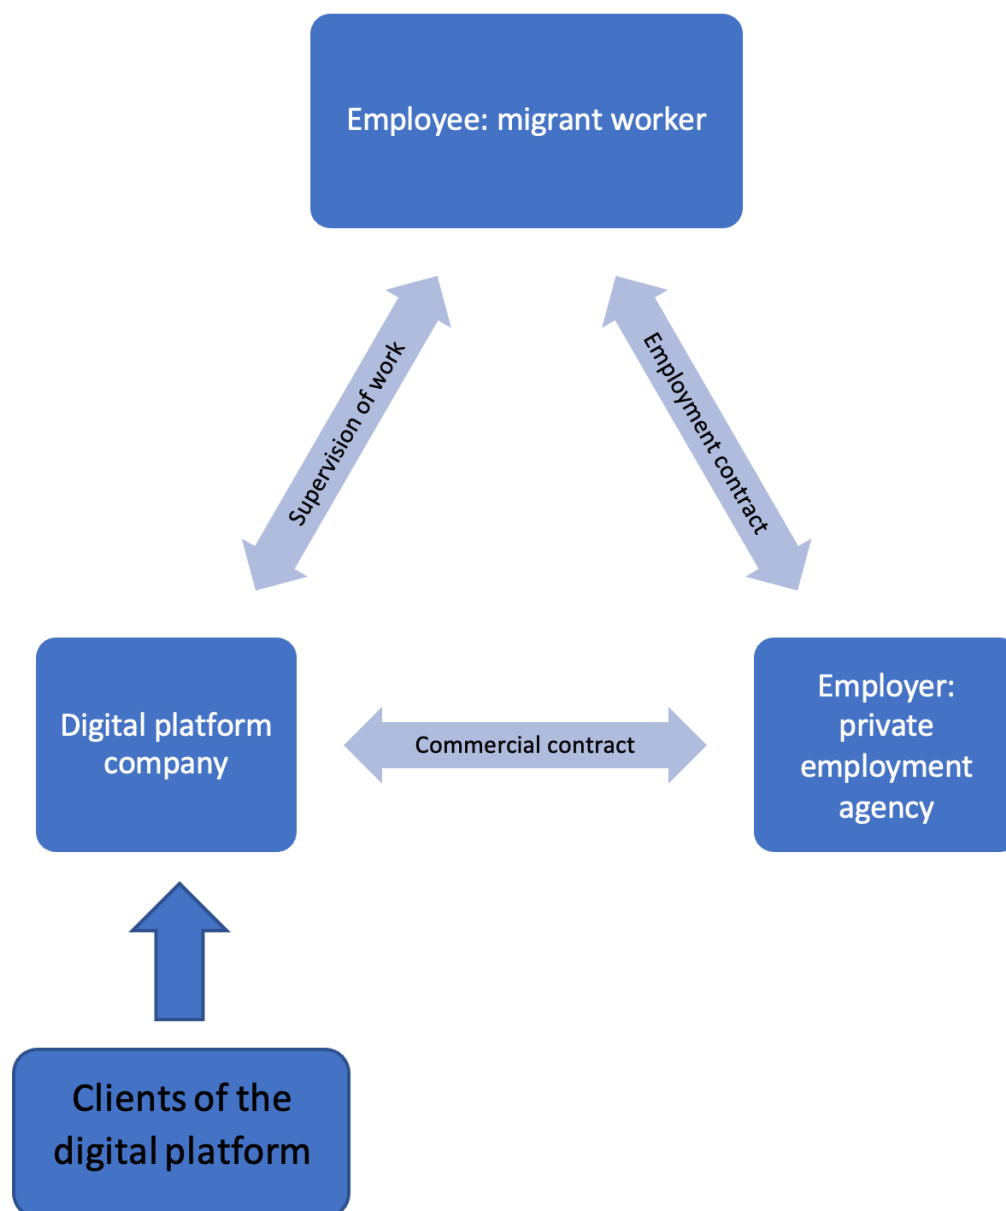 Employee: migrant worker
Supervision of work
Employment contract
Digital platform
company
Commercial contract
Employer:
private
employment
agency
Clients of the
digital platform